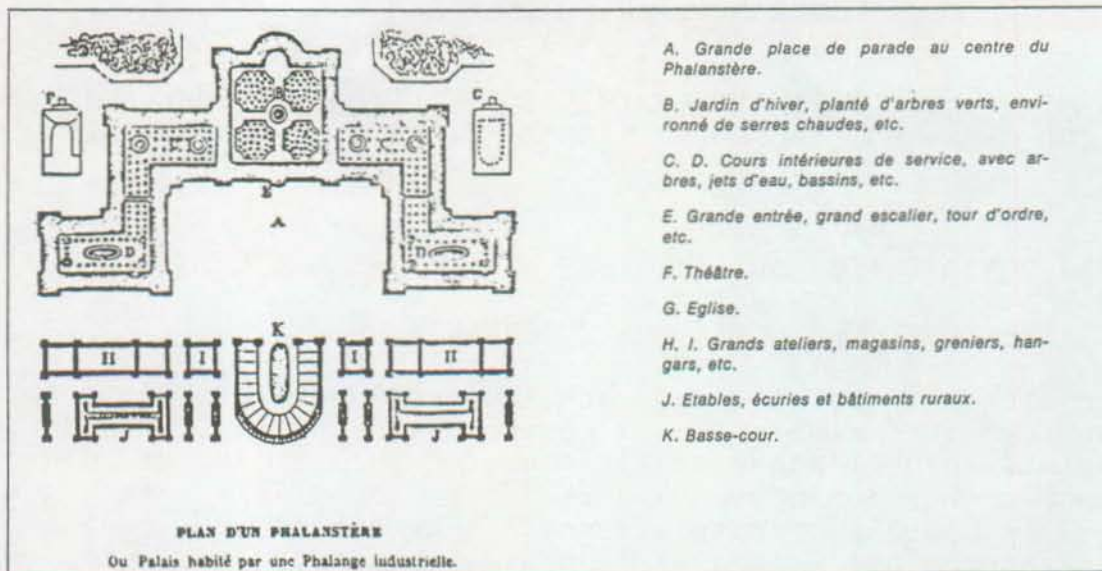 F
G
B
C
C
E
A
D
D
K
H
I
I
H
J
J
PLAN D'UN PHALANSTÈRE
Ou Palais habité par une Phalange industrielle.
A. Grande place de parade au centre du
Phalanstère.
B. Jardin d'hiver, planté d'arbres verts, envi-
ronné de serres chaudes, etc.
C. D. Cours intérieures de service, avec ar-
bres, jets d'eau, bassins, etc.
E. Grande entrée, grand escalier, tour d'ordre,
etc.
F. Théâtre.
G. Eglise.
H. I. Grands ateliers, magasins, greniers, han-
gars, etc.
J. Etables, écuries et bâtiments ruraux.
K. Basse-cour.